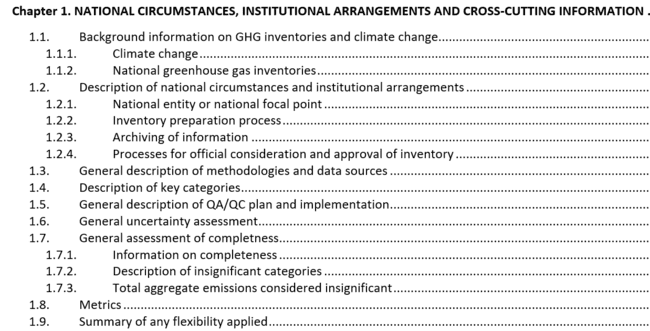 Chapter 1. NATIONAL CIRCUMSTANCES, INSTITUTIONAL ARRANGEMENTS AND CROSS-CUTTING INFORMATION .
1.1. Background information on GHG inventories and climate change
1.1.1. Climate change
1.1.2. National greenhouse gas inventories
1.2. Description of national circumstances and institutional arrangements
1.2.1. National entity or national focal point
1.2.2. Inventory preparation process
1.2.3. Archiving of information
1.2.4. Processes for official consideration and approval of inventory
1.3. General description of methodologies and data sources
1.4. Description of key categories
1.5. General description of QA/QC plan and implementation
1.6. General uncertainty assessment
1.7. General assessment of completness
1.7.1. Information on completeness
1.7.2. Description of insignificant categories
1.7.3. Total aggregate emissions considered insignificant
1.8. Metrics
1.9. Summary of any flexibility applied